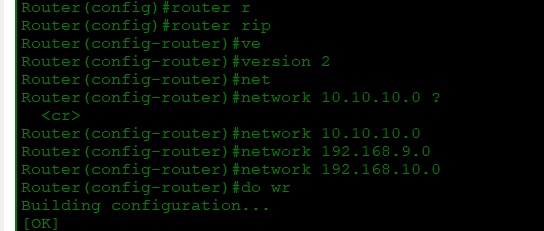 Router(config)#router r
Router(config)#router rip
Router(config-router)#ve
Router(config-router)#version 2
Router(config-router)#net
Router(config-router)#network 10.10.10.0 ?
  <cr>
Router(config-router)#network 10.10.10.0
Router(config-router)#network 192.168.9.0
Router(config-router)#network 192.168.10.0
Router(config-router)#do wr
Building configuration...
[OK]